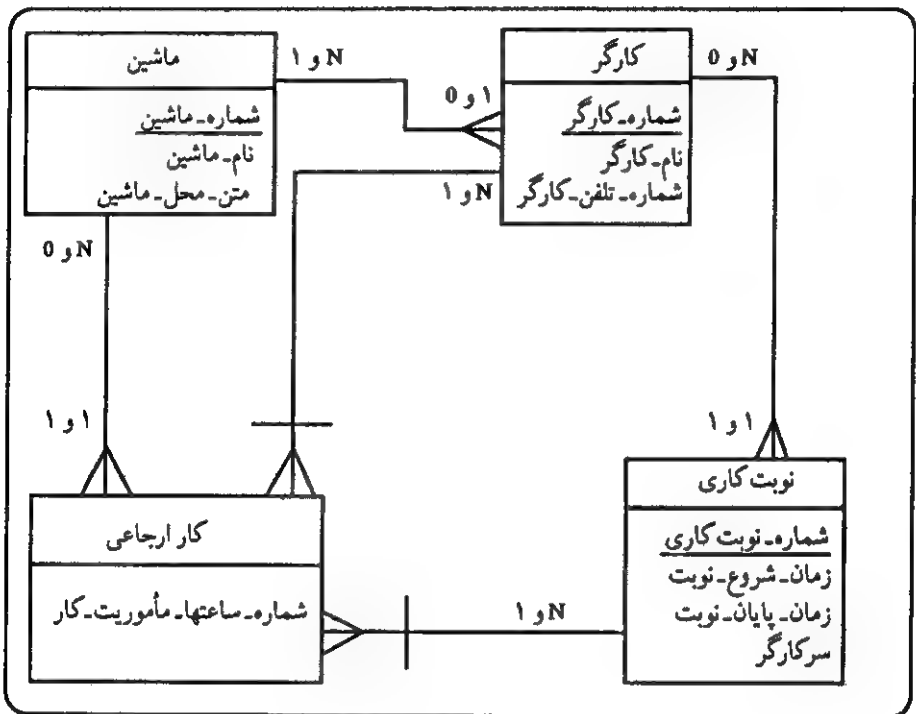 ماشین
شماره_ماشین
نام_ماشین
متن_محل_ماشین
۱ و N
0 و ۱
کارگر
شماره_کارگر
نام_کارگر
شماره_تلفن_کارگر
0 و N
۱ و N
0 و N
۱ و ۱
۱ و ۱
کار ارجاعی
شماره_ساعتها_مأموریت_کار
۱ و N
نوبت کاری
شماره_نوبت کاری
زمان_شروع_نوبت
زمان_پایان_نوبت
سرکارگر